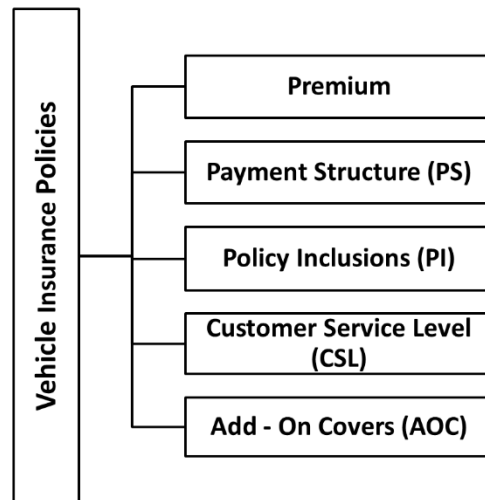 Vehicle Insurance Policies
Premium
Payment Structure (PS)
Policy Inclusions (PI)
Customer Service Level
(CSL)
Add - On Covers (AOC)